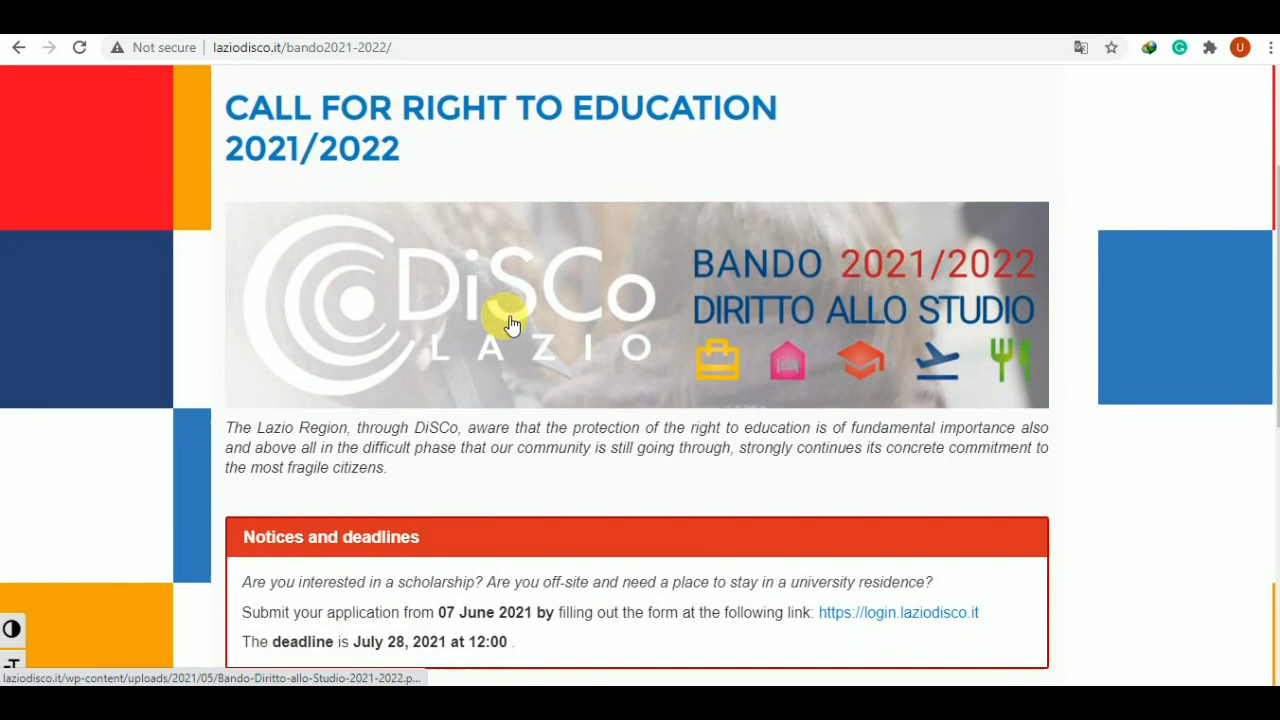 Not secure
laziodisco.it/bando2021-2022/
U
CALL FOR RIGHT TO EDUCATION
2021/2022
DiSCo
LAZIO
BANDO 2021/2022
DIRITTO ALLO STUDIO
The Lazio Region, through DiSCo, aware that the protection of the right to education is of fundamental importance also
and above all in the difficult phase that our community is still going through, strongly continues its concrete commitment to
the most fragile citizens.
Notices and deadlines
Are you interested in a scholarship? Are you off-site and need a place to stay in a university residence?
Submit your application from 07 June 2021 by filling out the form at the following link: https://login.laziodisco.it
The deadline is July 28, 2021 at 12:00 .
laziodisco.it/wp-content/uploads/2021/05/Bando-Diritto-allo-Studio-2021-2022.p...